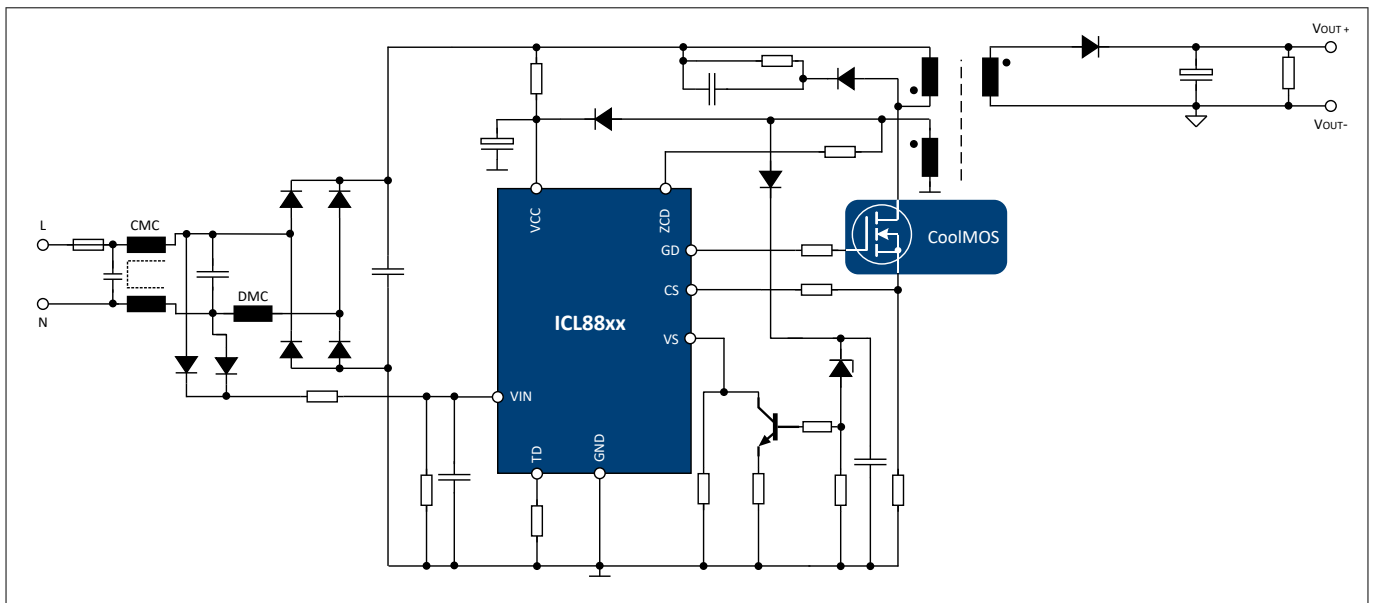 VOUT +
VOUT-
L
CMC
VCC
ZCD
GD
CoolMOS
CS
N
DMC
ICL88xx
VS
VIN
TD
GND